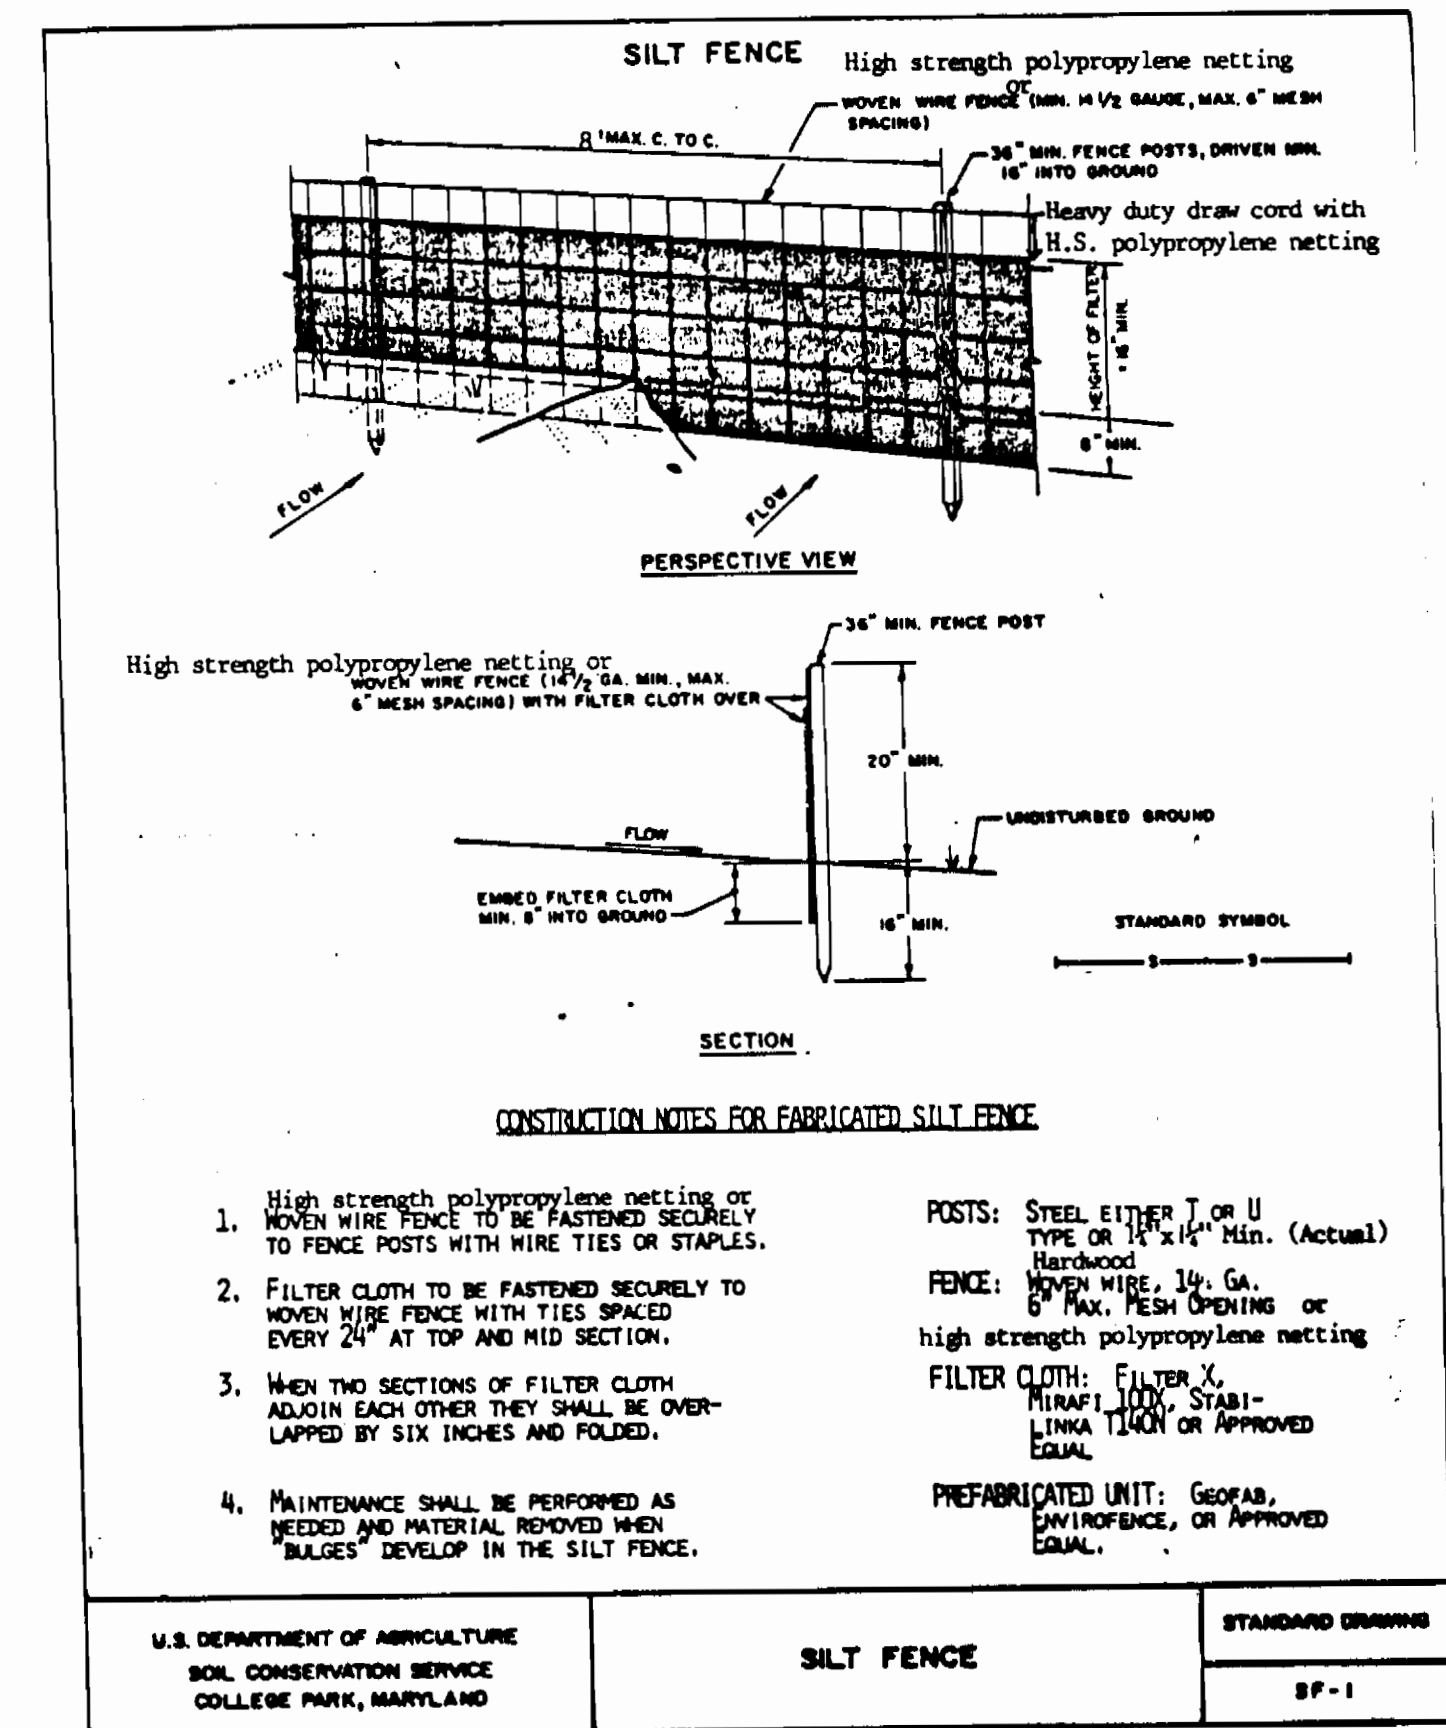 SILT FENCE
High strength polypropylene netting
or
WOVEN WIRE FENCE (MIN. 14 1/2 GAUGE, MAX. 6" MESH
SPACING)
8' MAX. C. TO C.
36" MIN. FENCE POSTS, DRIVEN MIN.
16" INTO GROUND
Heavy duty draw cord with
H.S. polypropylene netting
HEIGHT OF FILTER
16" MIN.
8" MIN.
FLOW
FLOW
PERSPECTIVE VIEW
36" MIN. FENCE POST
High strength polypropylene netting or
WOVEN WIRE FENCE (14 1/2 GA. MIN., MAX.
6" MESH SPACING) WITH FILTER CLOTH OVER
20" MIN.
UNDISTURBED GROUND
FLOW
EMBED FILTER CLOTH
MIN. 8" INTO GROUND
16" MIN.
STANDARD SYMBOL
S S
SECTION
CONSTRUCTION NOTES FOR FABRICATED SILT FENCE
High strength polypropylene netting or
1. WOVEN WIRE FENCE TO BE FASTENED SECURELY
TO FENCE POSTS WITH WIRE TIES OR STAPLES.
2. FILTER CLOTH TO BE FASTENED SECURELY TO
WOVEN WIRE FENCE WITH TIES SPACED
EVERY 24" AT TOP AND MID SECTION.
3. WHEN TWO SECTIONS OF FILTER CLOTH
ADJOIN EACH OTHER THEY SHALL BE OVER-
LAPPED BY SIX INCHES AND FOLDED.
4. MAINTENANCE SHALL BE PERFORMED AS
NEEDED AND MATERIAL REMOVED WHEN
"BULGES" DEVELOP IN THE SILT FENCE.
POSTS: STEEL EITHER T OR U
TYPE OR 1¼"x1¼" Min. (Actual)
Hardwood
FENCE: WOVEN WIRE, 14. GA.
6" MAX. MESH OPENING or
high strength polypropylene netting
FILTER CLOTH: FILTER X,
MIRAFI 100X, STABI-
LINKA T140N OR APPROVED
EQUAL
PREFABRICATED UNIT: GEOFAB,
ENVIROFENCE, OR APPROVED
EQUAL.
U.S. DEPARTMENT OF AGRICULTURE
SOIL CONSERVATION SERVICE
COLLEGE PARK, MARYLAND
SILT FENCE
STANDARD DRAWING
SF-1